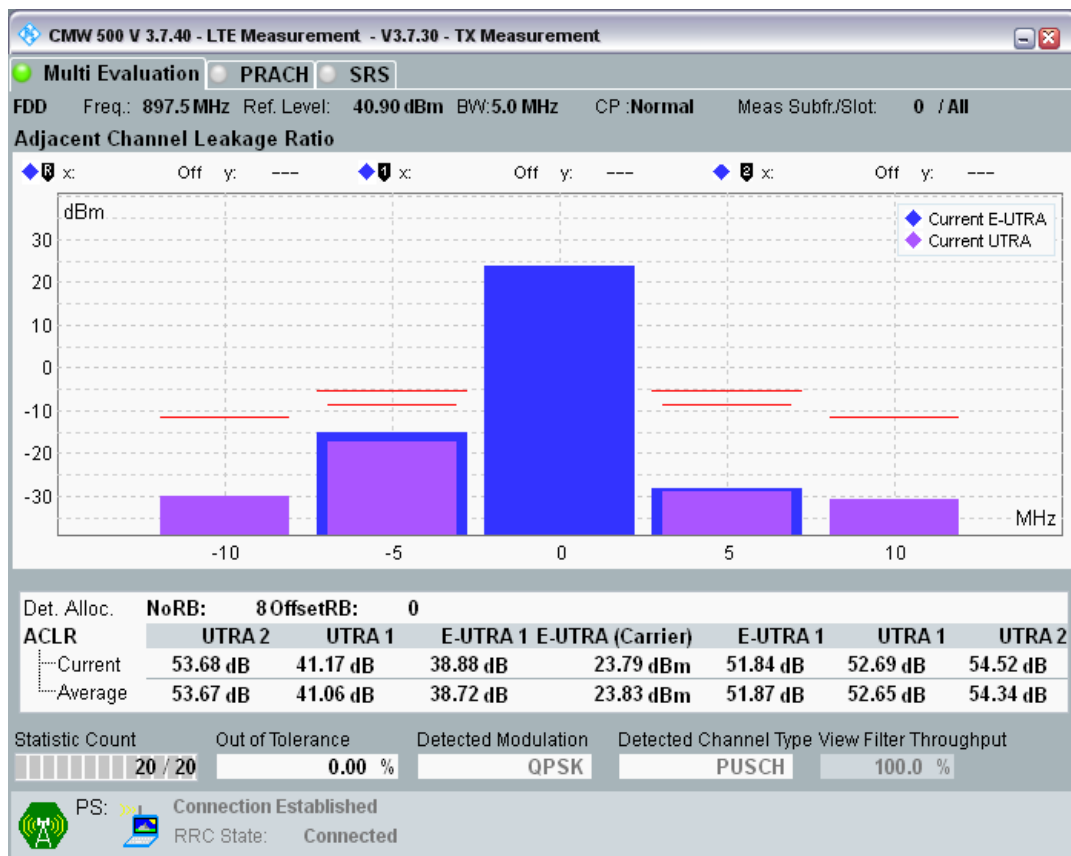 CMW 500 V 3.7.40 - LTE Measurement - V3.7.30 - TX Measurement
Multi Evaluation PRACH SRS
FDD Freq.: 897.5 MHz Ref. Level: 40.90 dBm BW:5.0 MHz CP :Normal Meas Subfr./Slot: 0 / All
Adjacent Channel Leakage Ratio
R x: Off y: --- 1 x: Off y: --- 2 x: Off y: ---
dBm
Current E-UTRA
Current UTRA
30
20
10
0
-10
-20
-30
MHz
-10 -5 0 5 10
Det. Alloc. NoRB: 8 OffsetRB: 0
ACLR UTRA 2 UTRA 1 E-UTRA 1 E-UTRA (Carrier) E-UTRA 1 UTRA 1 UTRA 2
Current 53.68 dB 41.17 dB 38.88 dB 23.79 dBm 51.84 dB 52.69 dB 54.52 dB
Average 53.67 dB 41.06 dB 38.72 dB 23.83 dBm 51.87 dB 52.65 dB 54.34 dB
Statistic Count Out of Tolerance Detected Modulation Detected Channel Type View Filter Throughput
20 / 20 0.00 % QPSK PUSCH 100.0 %
PS: Connection Established
RRC State: Connected